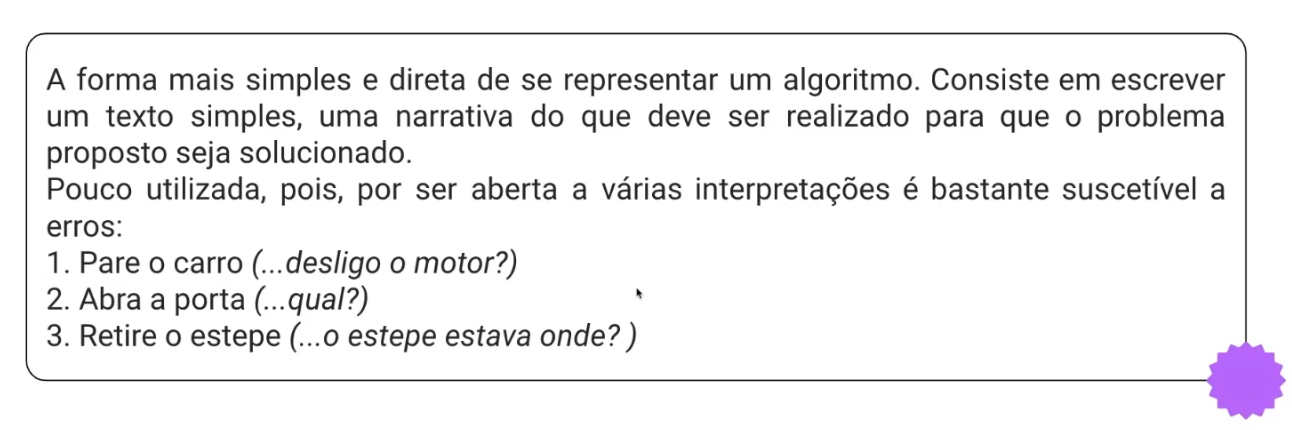 A forma mais simples e direta de se representar um algoritmo. Consiste em escrever
um texto simples, uma narrativa do que deve ser realizado para que o problema
proposto seja solucionado.
Pouco utilizada, pois, por ser aberta a várias interpretações é bastante suscetível a
erros:
1. Pare o carro (...desligo o motor?)
2. Abra a porta (...qual?)
3. Retire o estepe (...o estepe estava onde? )